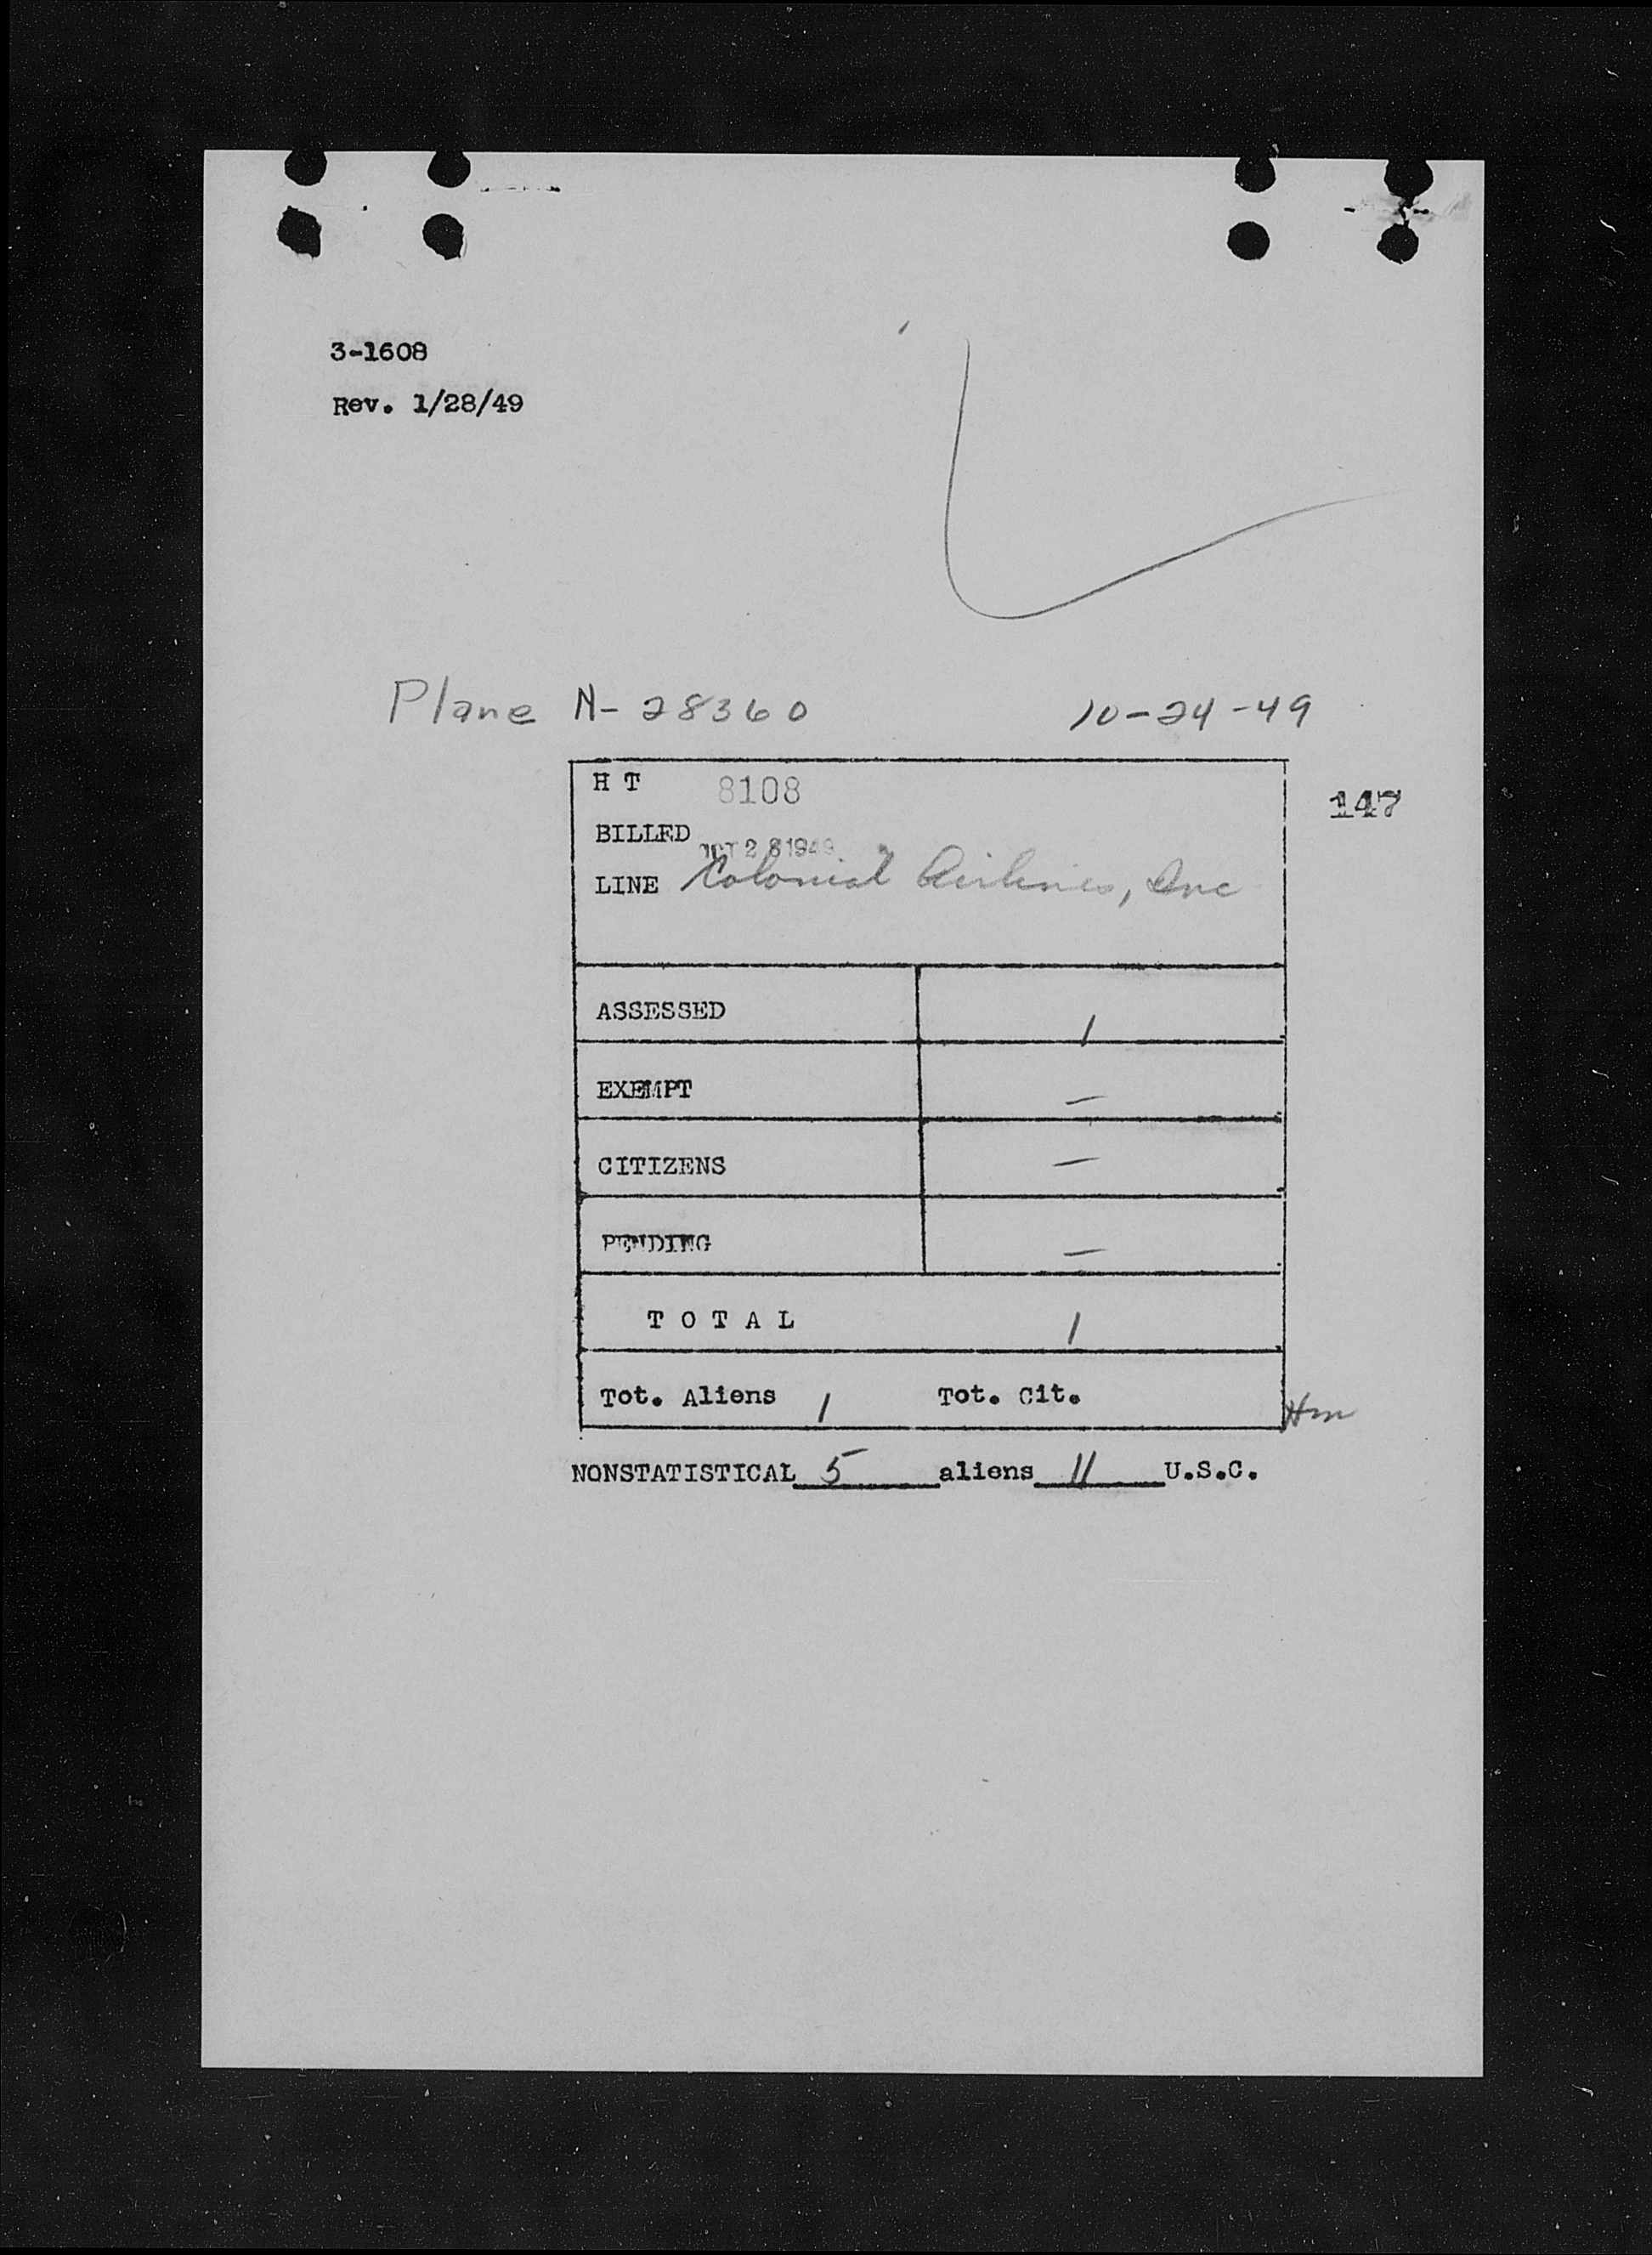 3-1608
Rev. 1/28/49
Plane N-28360 10-24-49
H T 8108
147
BILLED OCT 28 1949
LINE Colonial Airlines, Inc
ASSESSED 1
EXEMPT —
CITIZENS —
PENDING —
T O T A L 1
Tot. Aliens 1 Tot. Cit.
Hm
NONSTATISTICAL 5 aliens 11 U.S.C.